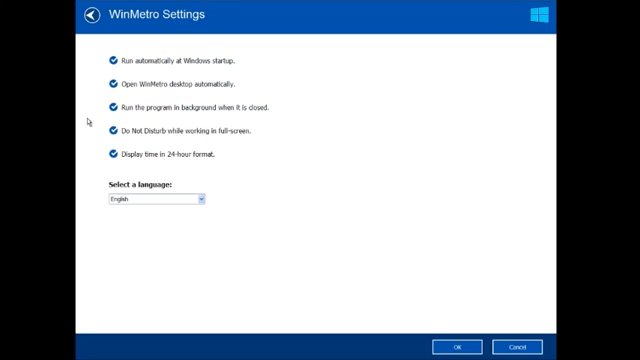 WinMetro Settings
Run automatically at Windows startup.
Open WinMetro desktop automatically.
Run the program in background when it is closed.
Do Not Disturb while working in full-screen.
Display time in 24-hour format.
Select a language:
English
OK
Cancel